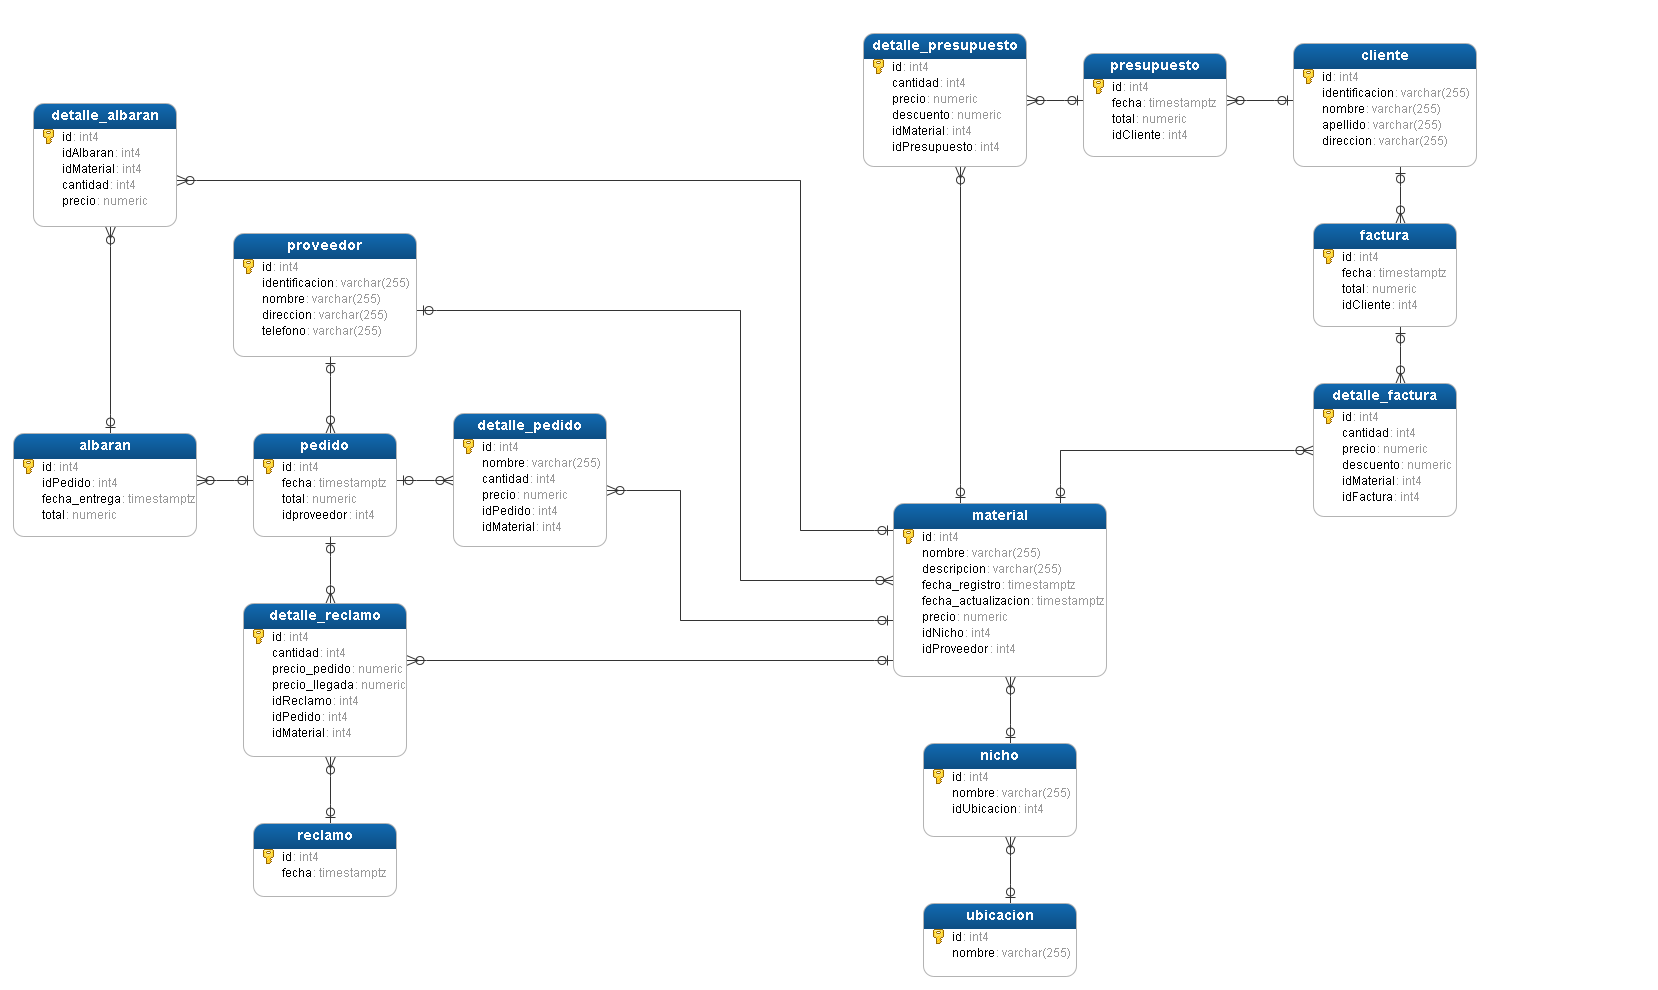 detalle_presupuesto
id: int4
cantidad: int4
precio: numeric
descuento: numeric
idMaterial: int4
idPresupuesto: int4
presupuesto
id: int4
fecha: timestamptz
total: numeric
idCliente: int4
cliente
id: int4
identificacion: varchar(255)
nombre: varchar(255)
apellido: varchar(255)
direccion: varchar(255)
detalle_albaran
id: int4
idAlbaran: int4
idMaterial: int4
cantidad: int4
precio: numeric
proveedor
id: int4
identificacion: varchar(255)
nombre: varchar(255)
direccion: varchar(255)
telefono: varchar(255)
factura
id: int4
fecha: timestamptz
total: numeric
idCliente: int4
detalle_factura
id: int4
cantidad: int4
precio: numeric
descuento: numeric
idMaterial: int4
idFactura: int4
albaran
id: int4
idPedido: int4
fecha_entrega: timestamptz
total: numeric
pedido
id: int4
fecha: timestamptz
total: numeric
idproveedor: int4
detalle_pedido
id: int4
nombre: varchar(255)
cantidad: int4
precio: numeric
idPedido: int4
idMaterial: int4
material
id: int4
nombre: varchar(255)
descripcion: varchar(255)
fecha_registro: timestamptz
fecha_actualizacion: timestamptz
precio: numeric
idNicho: int4
idProveedor: int4
detalle_reclamo
id: int4
cantidad: int4
precio_pedido: numeric
precio_llegada: numeric
idReclamo: int4
idPedido: int4
idMaterial: int4
nicho
id: int4
nombre: varchar(255)
idUbicacion: int4
reclamo
id: int4
fecha: timestamptz
ubicacion
id: int4
nombre: varchar(255)